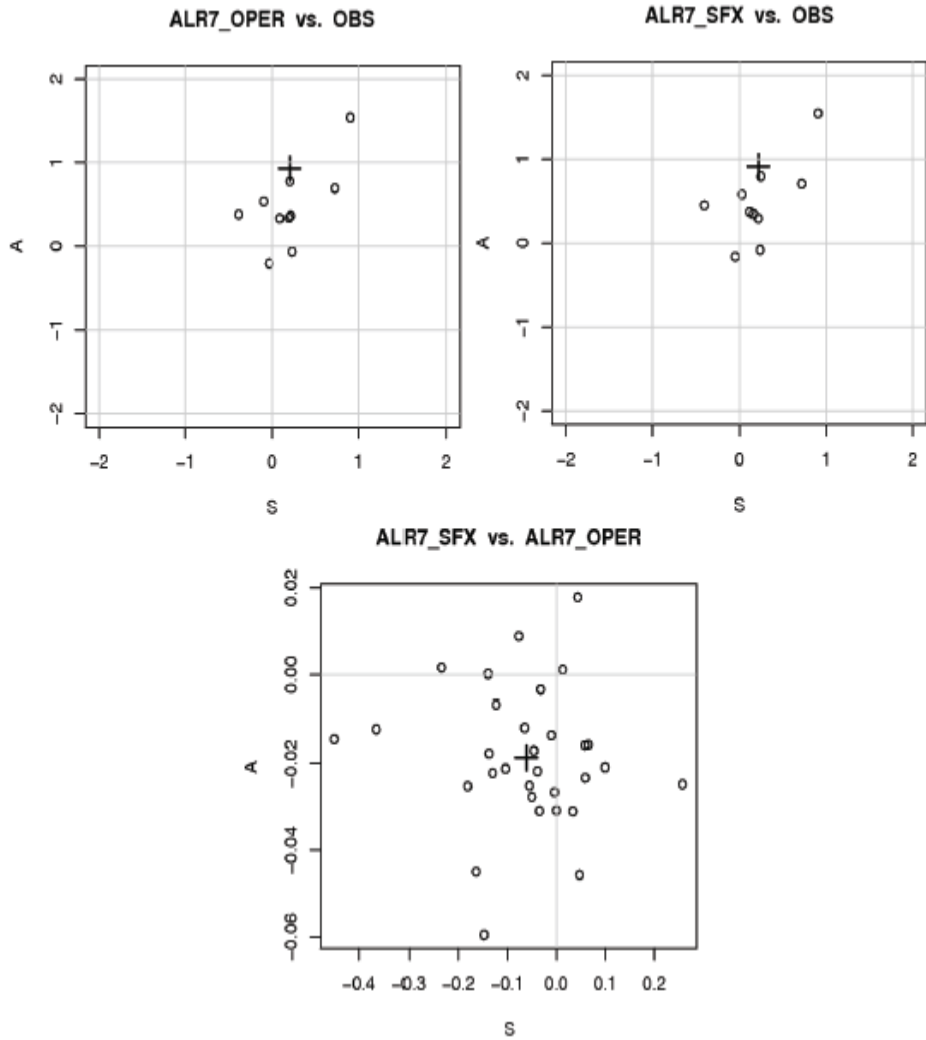 ALR7_OPER vs. OBS
2
1
0
−1
−2
A
−2 −1 0 1 2
S
ALR7_SFX vs. OBS
2
1
0
−1
−2
A
−2 −1 0 1 2
S
ALR7_SFX vs. ALR7_OPER
0.02
0.00
−0.02
−0.04
−0.06
A
−0.4 −0.3 −0.2 −0.1 0.0 0.1 0.2
S